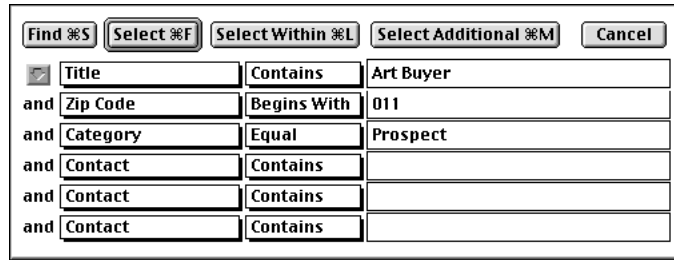 Find ⌘S Select ⌘F Select Within ⌘L Select Additional ⌘M Cancel
Title Contains Art Buyer
and Zip Code Begins With 011
and Category Equal Prospect
and Contact Contains
and Contact Contains
and Contact Contains